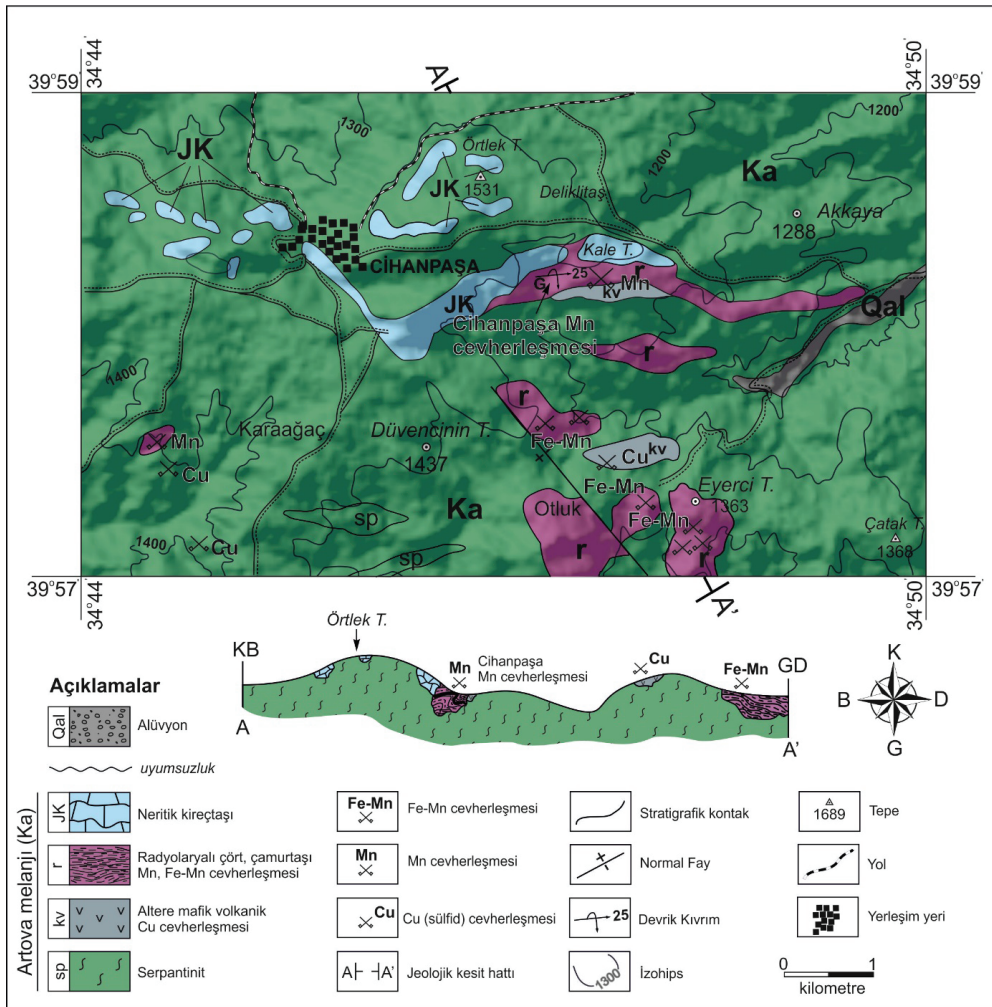 34°44'
34°50'
39°59'
39°59'
A
1300
1200
1200
JK
Örtlek T.
JK
1531
Deliklitaş
Ka
Akkaya
1288
CİHANPAŞA
Kale T.
r
G
25
Mn
kv
JK
Qal
Cihanpaşa Mn
cevherleşmesi
r
1400
r
Karaağaç
Düvencinin T.
1437
Mn
Cu
Fe-Mn
Cu
kv
Fe-Mn
Eyerci T.
1363
Ka
Otluk
Fe-Mn
sp
Çatak T.
1368
1400
Cu
sp
r
r
39°57'
39°57'
34°44'
34°50'
A'
Örtlek T.
KB
Mn
Cihanpaşa
Mn cevherleşmesi
Cu
Fe-Mn
GD
A
A'
K
B
D
G
Açıklamalar
Qal
Alüvyon
uyumsuzluk
Artova melanjı (Ka)
JK
Neritik kireçtaşı
r
Radyolaryalı çört, çamurtaşı
Mn, Fe-Mn cevherleşmesi
kv
Altere mafik volkanik
Cu cevherleşmesi
sp
Serpantinit
Fe-Mn
Fe-Mn cevherleşmesi
Mn
Mn cevherleşmesi
Cu
Cu (sülfid) cevherleşmesi
A A'
Jeolojik kesit hattı
Stratigrafik kontak
Normal Fay
25
Devrik Kıvrım
1300
İzohips
1689
Tepe
Yol
Yerleşim yeri
0 1
kilometre